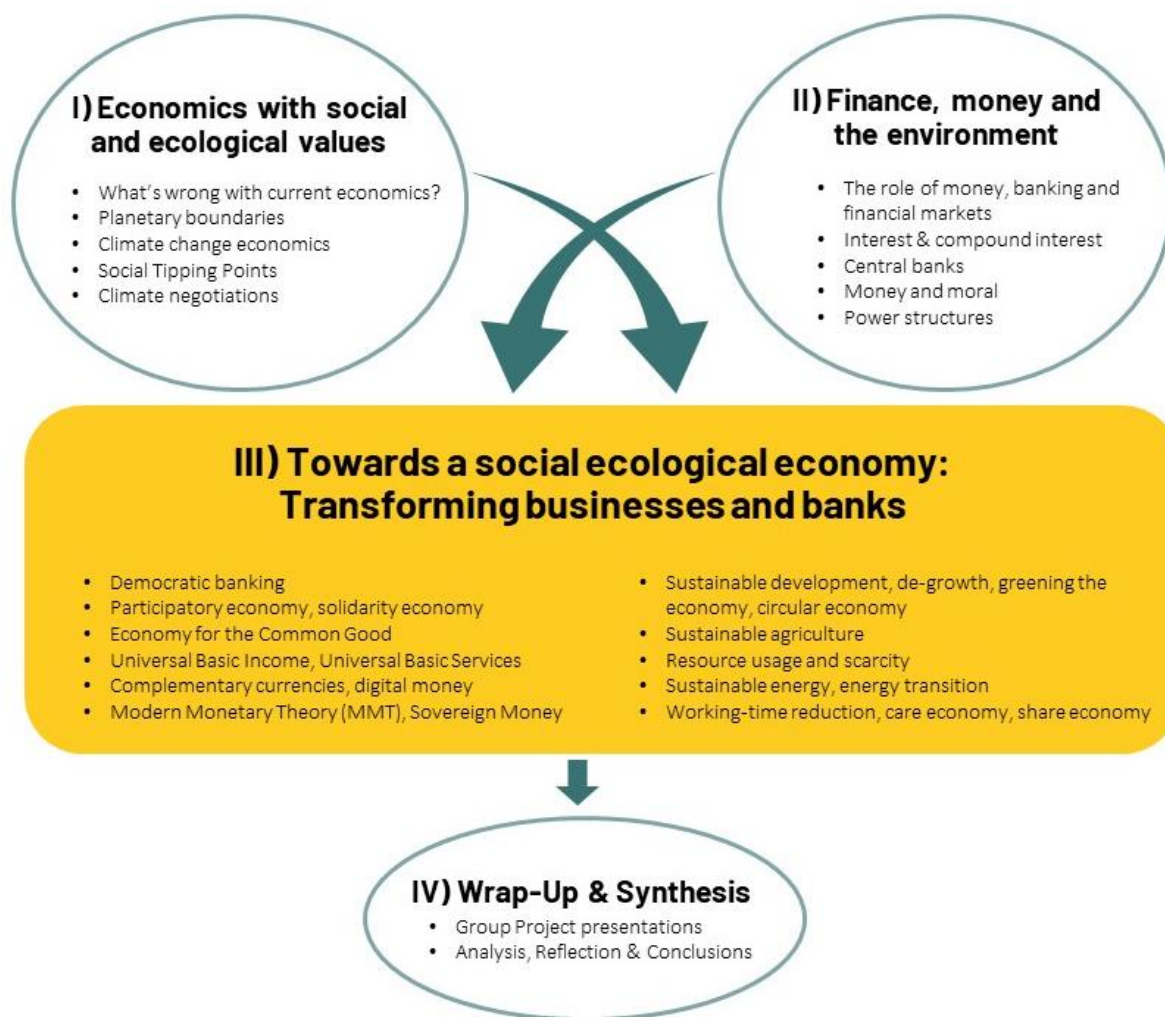 I) Economics with social
and ecological values
• What's wrong with current economics?
• Planetary boundaries
• Climate change economics
• Social Tipping Points
• Climate negotiations
II) Finance, money and
the environment
• The role of money, banking and
financial markets
• Interest & compound interest
• Central banks
• Money and moral
• Power structures
III) Towards a social ecological economy:
Transforming businesses and banks
• Democratic banking
• Participatory economy, solidarity economy
• Economy for the Common Good
• Universal Basic Income, Universal Basic Services
• Complementary currencies, digital money
• Modern Monetary Theory (MMT), Sovereign Money
• Sustainable development, de-growth, greening the
economy, circular economy
• Sustainable agriculture
• Resource usage and scarcity
• Sustainable energy, energy transition
• Working-time reduction, care economy, share economy
IV) Wrap-Up & Synthesis
• Group Project presentations
• Analysis, Reflection & Conclusions